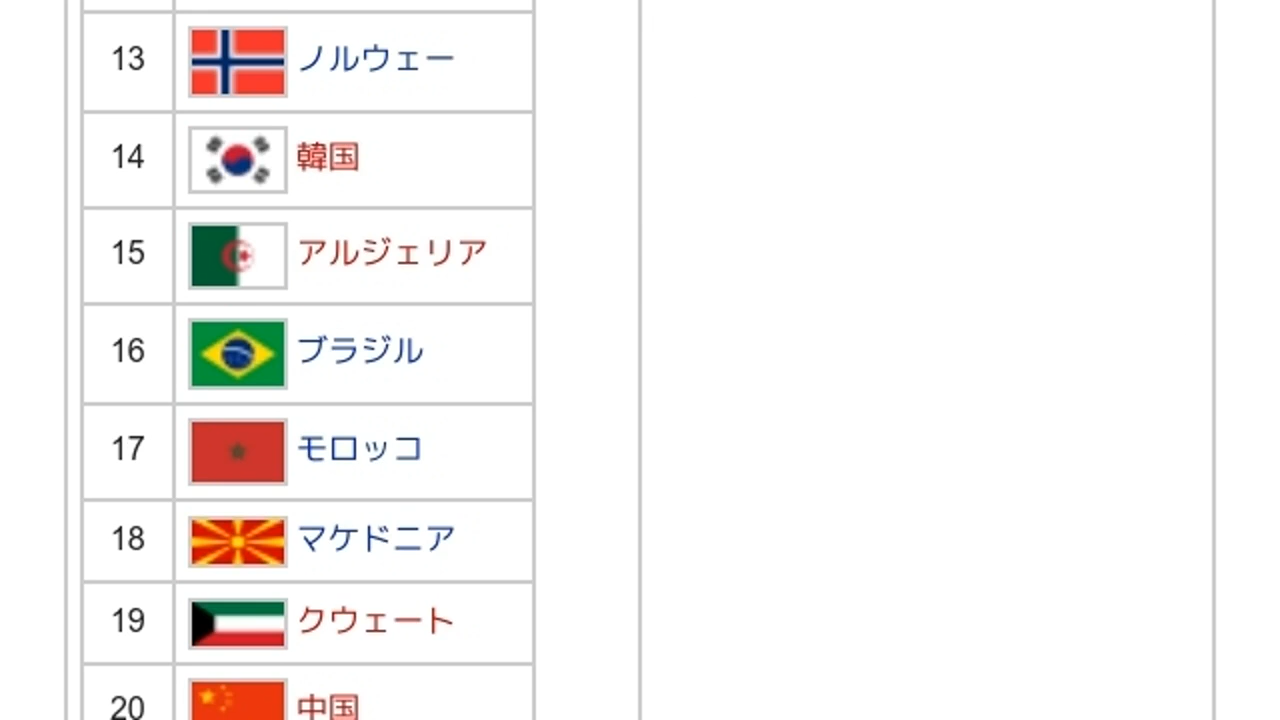 13 ノルウェー
14 韓国
15 アルジェリア
16 ブラジル
17 モロッコ
18 マケドニア
19 クウェート
20 中国